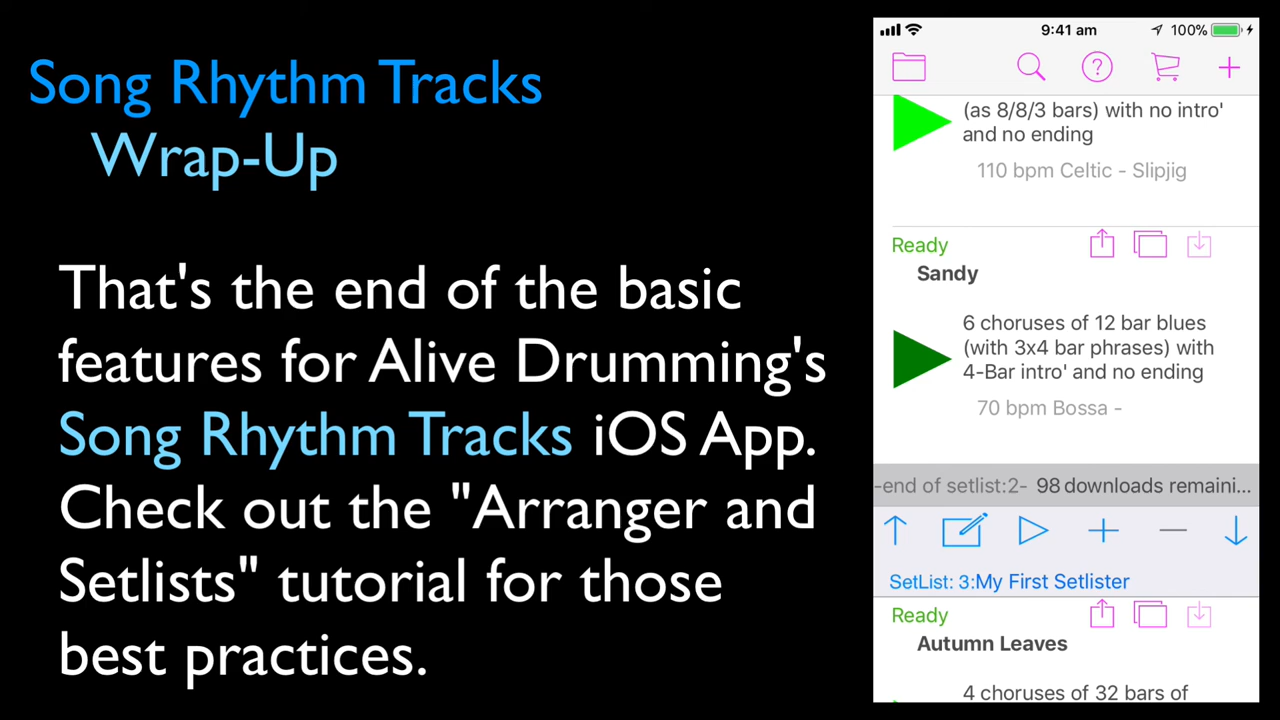 Song Rhythm Tracks
Wrap-Up
That's the end of the basic
features for Alive Drumming's
Song Rhythm Tracks iOS App.
Check out the "Arranger and
Setlists" tutorial for those
best practices.
9:41 am
100%
(as 8/8/3 bars) with no intro'
and no ending
110 bpm Celtic - Slipjig
Ready
Sandy
6 choruses of 12 bar blues
(with 3x4 bar phrases) with
4-Bar intro' and no ending
70 bpm Bossa -
-end of setlist:2- 98 downloads remaini...
SetList: 3:My First Setlister
Ready
Autumn Leaves
4 choruses of 32 bars of